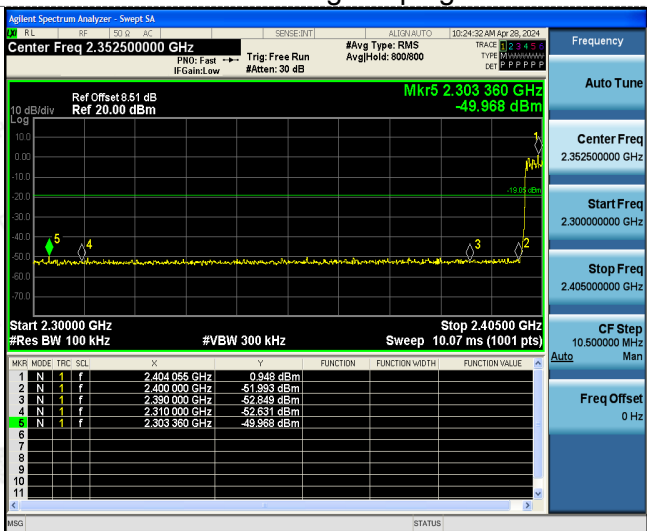 Agilent Spectrum Analyzer - Swept SA
LXI RL RF 50 Ω AC SENSE:INT ALIGN AUTO 10:24:32 AM Apr 28, 2024
Center Freq 2.352500000 GHz
PNO: Fast
IFGain:Low
Trig: Free Run
#Atten: 30 dB
#Avg Type: RMS
Avg|Hold: 800/800
TRACE 1 2 3 4 5 6
TYPE MWWWWW
DET P P P P P P
Ref Offset 8.51 dB
10 dB/div Ref 20.00 dBm
Log
Mkr5 2.303 360 GHz
-49.968 dBm
10.0
0.00
-10.0
-20.0
-30.0
-40.0
-50.0
-60.0
-70.0
1
-19.05 dBm
5
4
3
2
Start 2.30000 GHz Stop 2.40500 GHz
#Res BW 100 kHz #VBW 300 kHz Sweep 10.07 ms (1001 pts)
MKR MODE TRC SCL X Y FUNCTION FUNCTION WIDTH FUNCTION VALUE
1 N 1 f 2.404 055 GHz 0.948 dBm
2 N 1 f 2.400 000 GHz -51.993 dBm
3 N 1 f 2.390 000 GHz -52.849 dBm
4 N 1 f 2.310 000 GHz -52.631 dBm
5 N 1 f 2.303 360 GHz -49.968 dBm
6
7
8
9
10
11
MSG STATUS
Frequency
Auto Tune
Center Freq
2.352500000 GHz
Start Freq
2.300000000 GHz
Stop Freq
2.405000000 GHz
CF Step
10.500000 MHz
Auto Man
Freq Offset
0 Hz